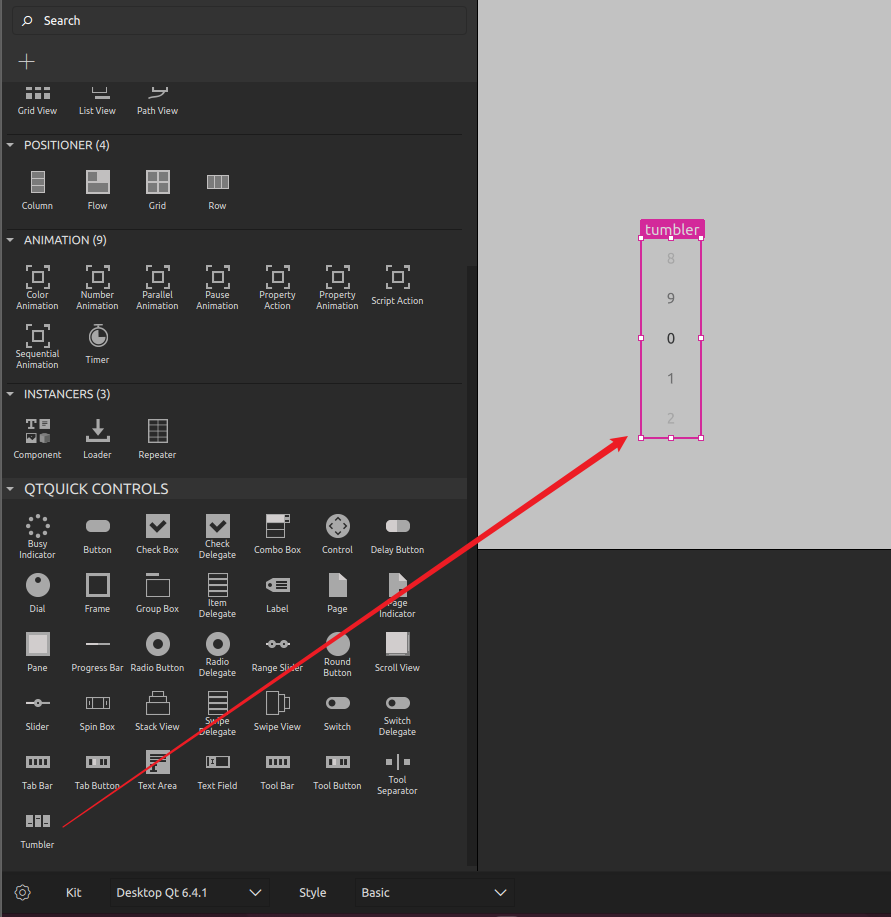 Search
Grid View List View Path View
POSITIONER (4)
Column Flow Grid Row
ANIMATION (9)
Color Animation Number Animation Parallel Animation Pause Animation Property Action Property Animation Script Action
Sequential Animation Timer
INSTANCERS (3)
Component Loader Repeater
QTQUICK CONTROLS
Busy Indicator Button Check Box Check Delegate Combo Box Control Delay Button
Dial Frame Group Box Item Delegate Label Page Page Indicator
Pane Progress Bar Radio Button Radio Delegate Range Slider Round Button Scroll View
Slider Spin Box Stack View Swipe Delegate Swipe View Switch Switch Delegate
Tab Bar Tab Button Text Area Text Field Tool Bar Tool Button Tool Separator
Tumbler
Kit Desktop Qt 6.4.1 Style Basic
tumbler
8
9
0
1
2